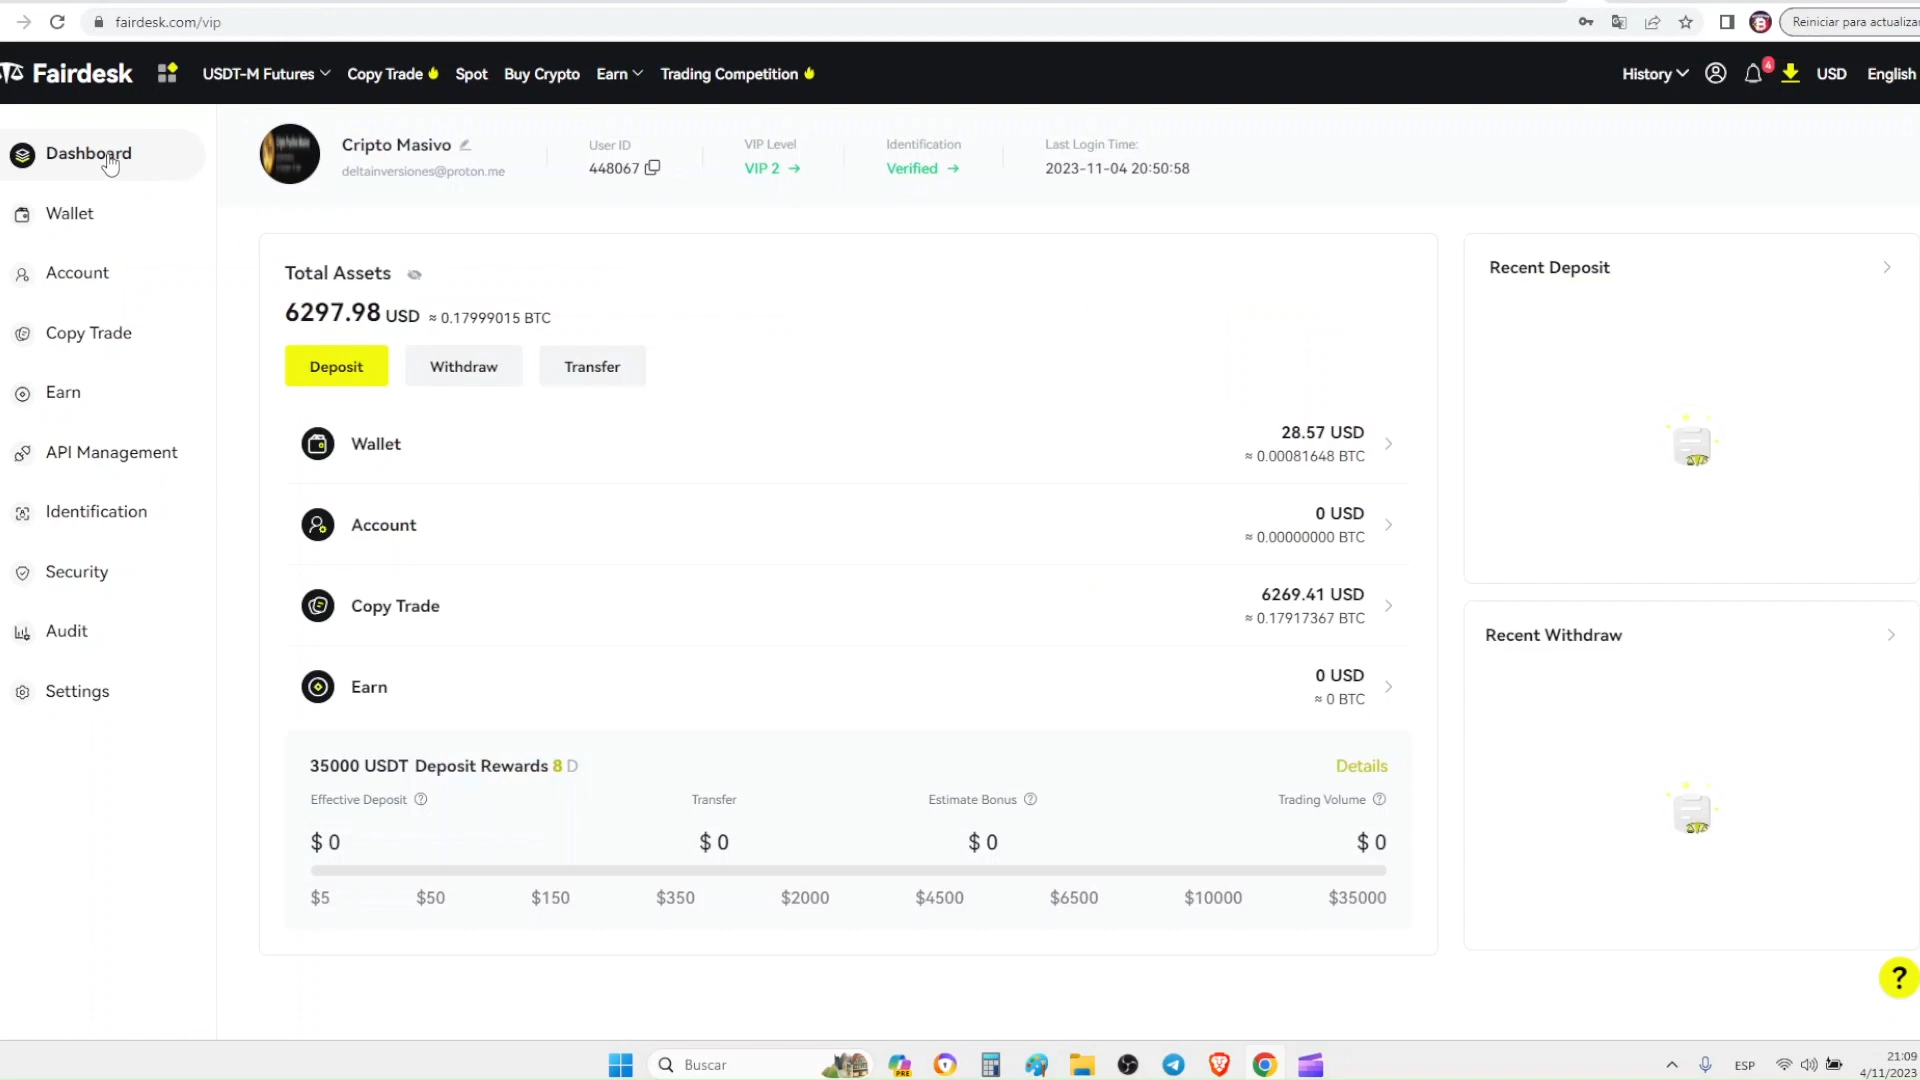 fairdesk.com/vip
Reiniciar para actualizar
Fairdesk USDT-M Futures Copy Trade Spot Buy Crypto Earn Trading Competition History 4 USD English
Dashboard
Wallet
Account
Copy Trade
Earn
API Management
Identification
Security
Audit
Settings
Cripto Masivo
deltainversiones@proton.me
User ID
448067
VIP Level
VIP 2 →
Identification
Verified →
Last Login Time:
2023-11-04 20:50:58
Total Assets
6297.98 USD ≈ 0.17999015 BTC
Deposit Withdraw Transfer
Wallet 28.57 USD
≈ 0.00081648 BTC
Account 0 USD
≈ 0.00000000 BTC
Copy Trade 6269.41 USD
≈ 0.17917367 BTC
Earn 0 USD
≈ 0 BTC
35000 USDT Deposit Rewards 8 D Details
Effective Deposit ? Transfer Estimate Bonus ? Trading Volume ?
$ 0 $ 0 $ 0 $ 0
$5 $50 $150 $350 $2000 $4500 $6500 $10000 $35000
Recent Deposit
Recent Withdraw
?
Buscar
PRE
ESP
21:09
4/11/2023